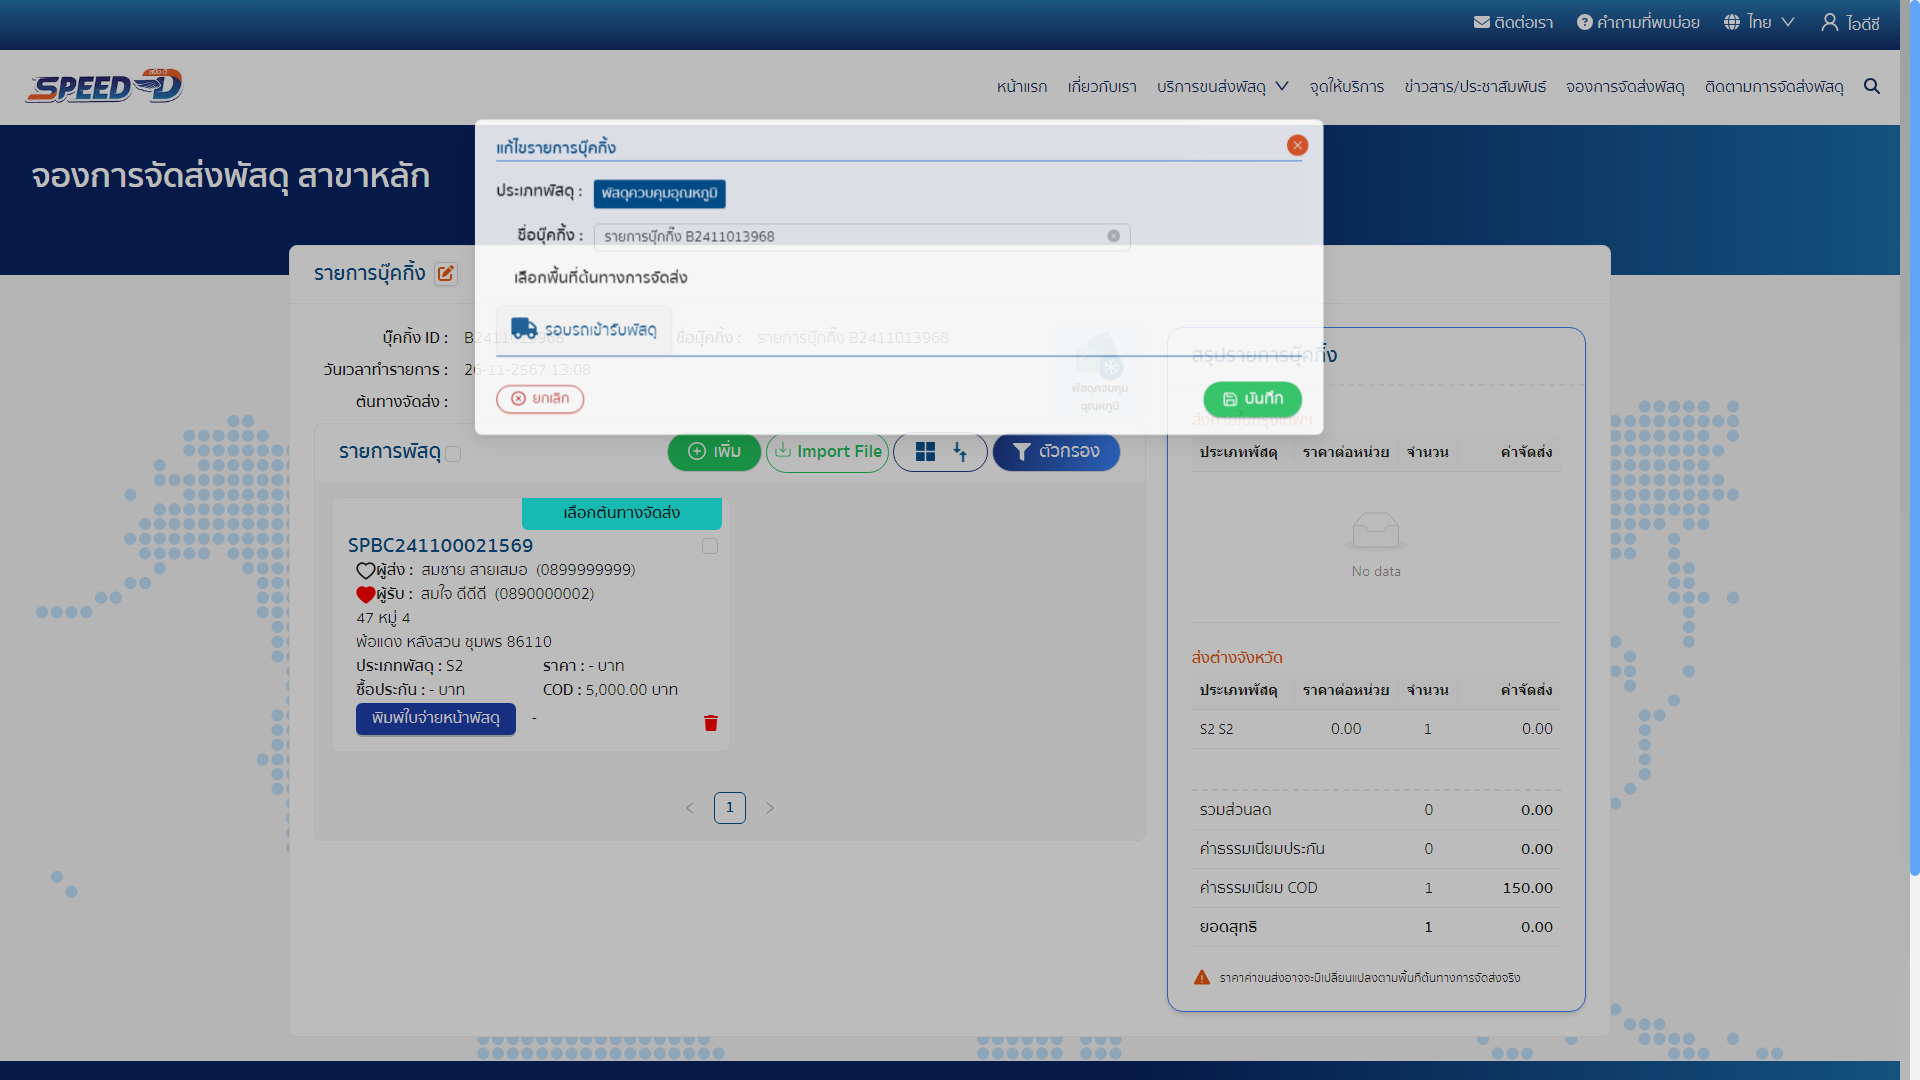 ติดต่อเรา คำถามที่พบบ่อย ไทย ไอดีซี
SPEED-D
หน้าแรก เกี่ยวกับเรา บริการขนส่งพัสดุ จุดให้บริการ ข่าวสาร/ประชาสัมพันธ์ จองการจัดส่งพัสดุ ติดตามการจัดส่งพัสดุ
จองการจัดส่งพัสดุ สาขาหลัก
แก้ไขรายการบุ๊คกิ้ง
ประเภทพัสดุ : พัสดุควบคุมอุณหภูมิ
ชื่อบุ๊คกิ้ง : รายการบุ๊กกิ้ง B2411013968
เลือกพื้นที่ต้นทางการจัดส่ง
รอบรถเข้ารับพัสดุ
ยกเลิก บันทึก
รายการบุ๊คกิ้ง
บุ๊คกิ้ง ID : B2411013968 ชื่อบุ๊คกิ้ง : รายการบุ๊กกิ้ง B2411013968
วันเวลาทำรายการ : 26-11-2567 13:08
ต้นทางจัดส่ง :
พัสดุควบคุม
อุณหภูมิ
รายการพัสดุ เพิ่ม Import File ตัวกรอง
เลือกต้นทางจัดส่ง
SPBC241100021569
ผู้ส่ง : สมชาย สายเสมอ (0899999999)
ผู้รับ : สมใจ ดีดีดี (0890000002)
47 หมู่ 4
พ้อแดง หลังสวน ชุมพร 86110
ประเภทพัสดุ : S2 ราคา : - บาท
ซื้อประกัน : - บาท COD : 5,000.00 บาท
พิมพ์ใบจ่ายหน้าพัสดุ -
1
สรุปรายการบุ๊คกิ้ง
ส่งภายในกรุงเทพฯ
ประเภทพัสดุ ราคาต่อหน่วย จำนวน ค่าจัดส่ง
No data
ส่งต่างจังหวัด
ประเภทพัสดุ ราคาต่อหน่วย จำนวน ค่าจัดส่ง
S2 S2 0.00 1 0.00
รวมส่วนลด 0 0.00
ค่าธรรมเนียมประกัน 0 0.00
ค่าธรรมเนียม COD 1 150.00
ยอดสุทธิ 1 0.00
ราคาค่าขนส่งอาจจะมีเปลี่ยนแปลงตามพื้นที่ต้นทางการจัดส่งจริง